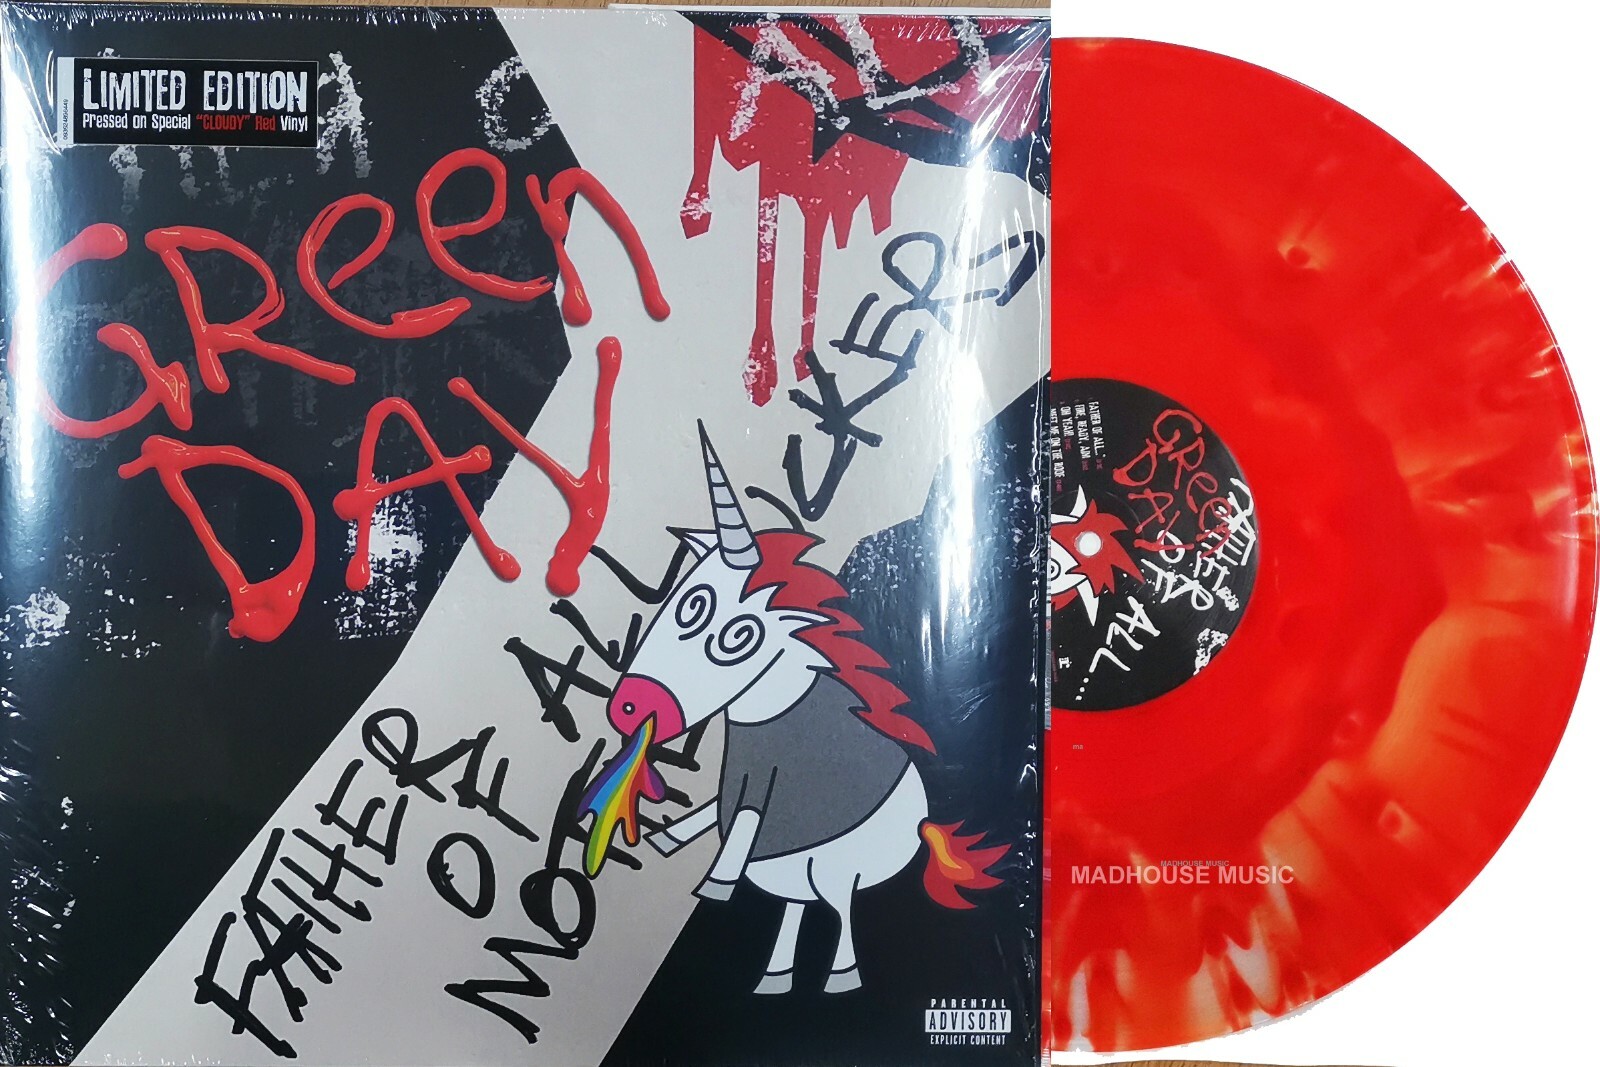 LIMITED EDITION
Pressed on Special "CLOUDY" Red Vinyl
GReen
DAY
FATHER
OF
ALL
MOTH
CKERS
PARENTAL
ADVISORY
EXPLICIT CONTENT
FATHER OF ALL...
FIRE, READY, AIM
OH YEAH!
MEET ME ON THE ROOF
GReen
DAY
FATHER
OF
ALL....
MADHOUSE MUSIC
MADHOUSE MUSIC